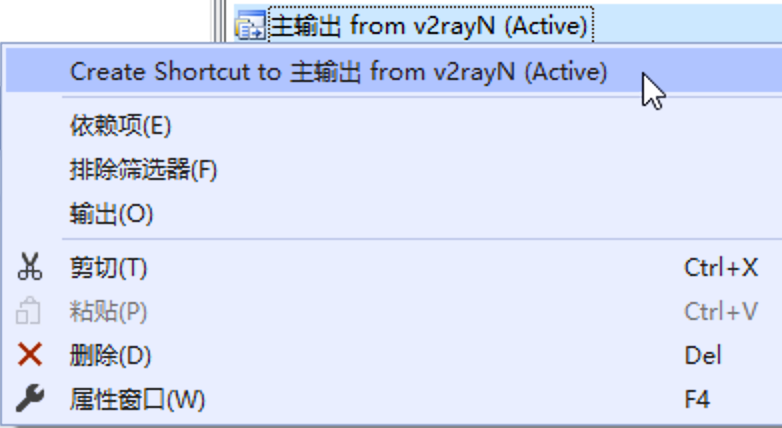 主输出 from v2rayN (Active)
Create Shortcut to 主输出 from v2rayN (Active)
依赖项(E)
排除筛选器(F)
输出(O)
剪切(T) Ctrl+X
粘贴(P) Ctrl+V
删除(D) Del
属性窗口(W) F4